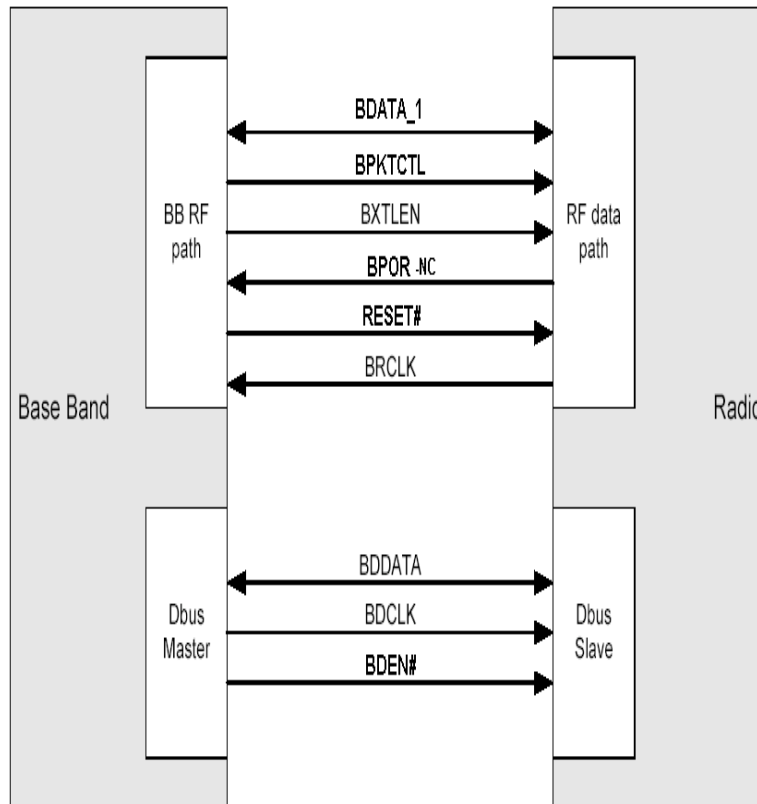 BDATA_1
BPKTCTL
BB RF
path
BXTLEN
RF data
path
BPOR -NC
RESET#
BRCLK
Base Band
Radio
BDDATA
Dbus
Master
BDCLK
Dbus
Slave
BDEN#